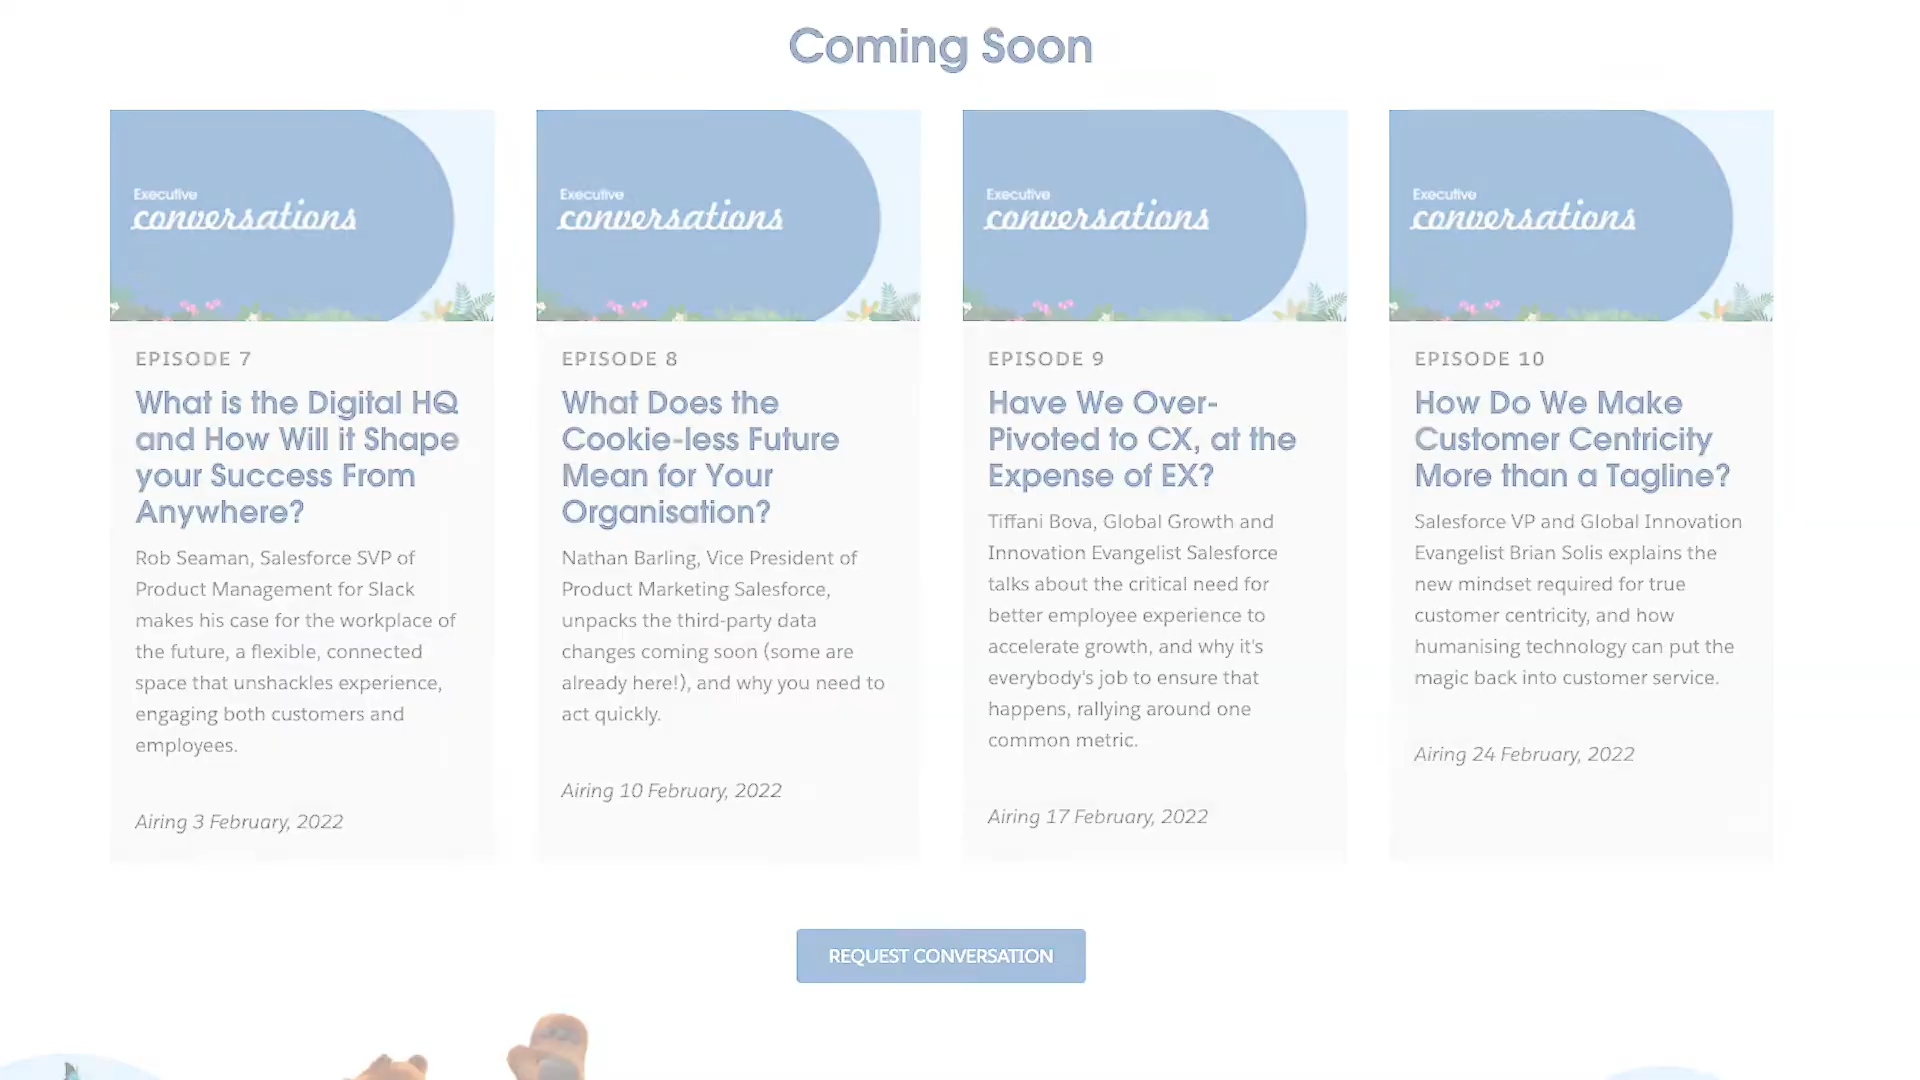 Coming Soon
Executive
conversations
EPISODE 7
What is the Digital HQ
and How Will it Shape
your Success From
Anywhere?
Rob Seaman, Salesforce SVP of
Product Management for Slack
makes his case for the workplace of
the future, a flexible, connected
space that unshackles experience,
engaging both customers and
employees.
Airing 3 February, 2022
Executive
conversations
EPISODE 8
What Does the
Cookie-less Future
Mean for Your
Organisation?
Nathan Barling, Vice President of
Product Marketing Salesforce,
unpacks the third-party data
changes coming soon (some are
already here!), and why you need to
act quickly.
Airing 10 February, 2022
Executive
conversations
EPISODE 9
Have We Over-
Pivoted to CX, at the
Expense of EX?
Tiffani Bova, Global Growth and
Innovation Evangelist Salesforce
talks about the critical need for
better employee experience to
accelerate growth, and why it's
everybody's job to ensure that
happens, rallying around one
common metric.
Airing 17 February, 2022
Executive
conversations
EPISODE 10
How Do We Make
Customer Centricity
More than a Tagline?
Salesforce VP and Global Innovation
Evangelist Brian Solis explains the
new mindset required for true
customer centricity, and how
humanising technology can put the
magic back into customer service.
Airing 24 February, 2022
REQUEST CONVERSATION